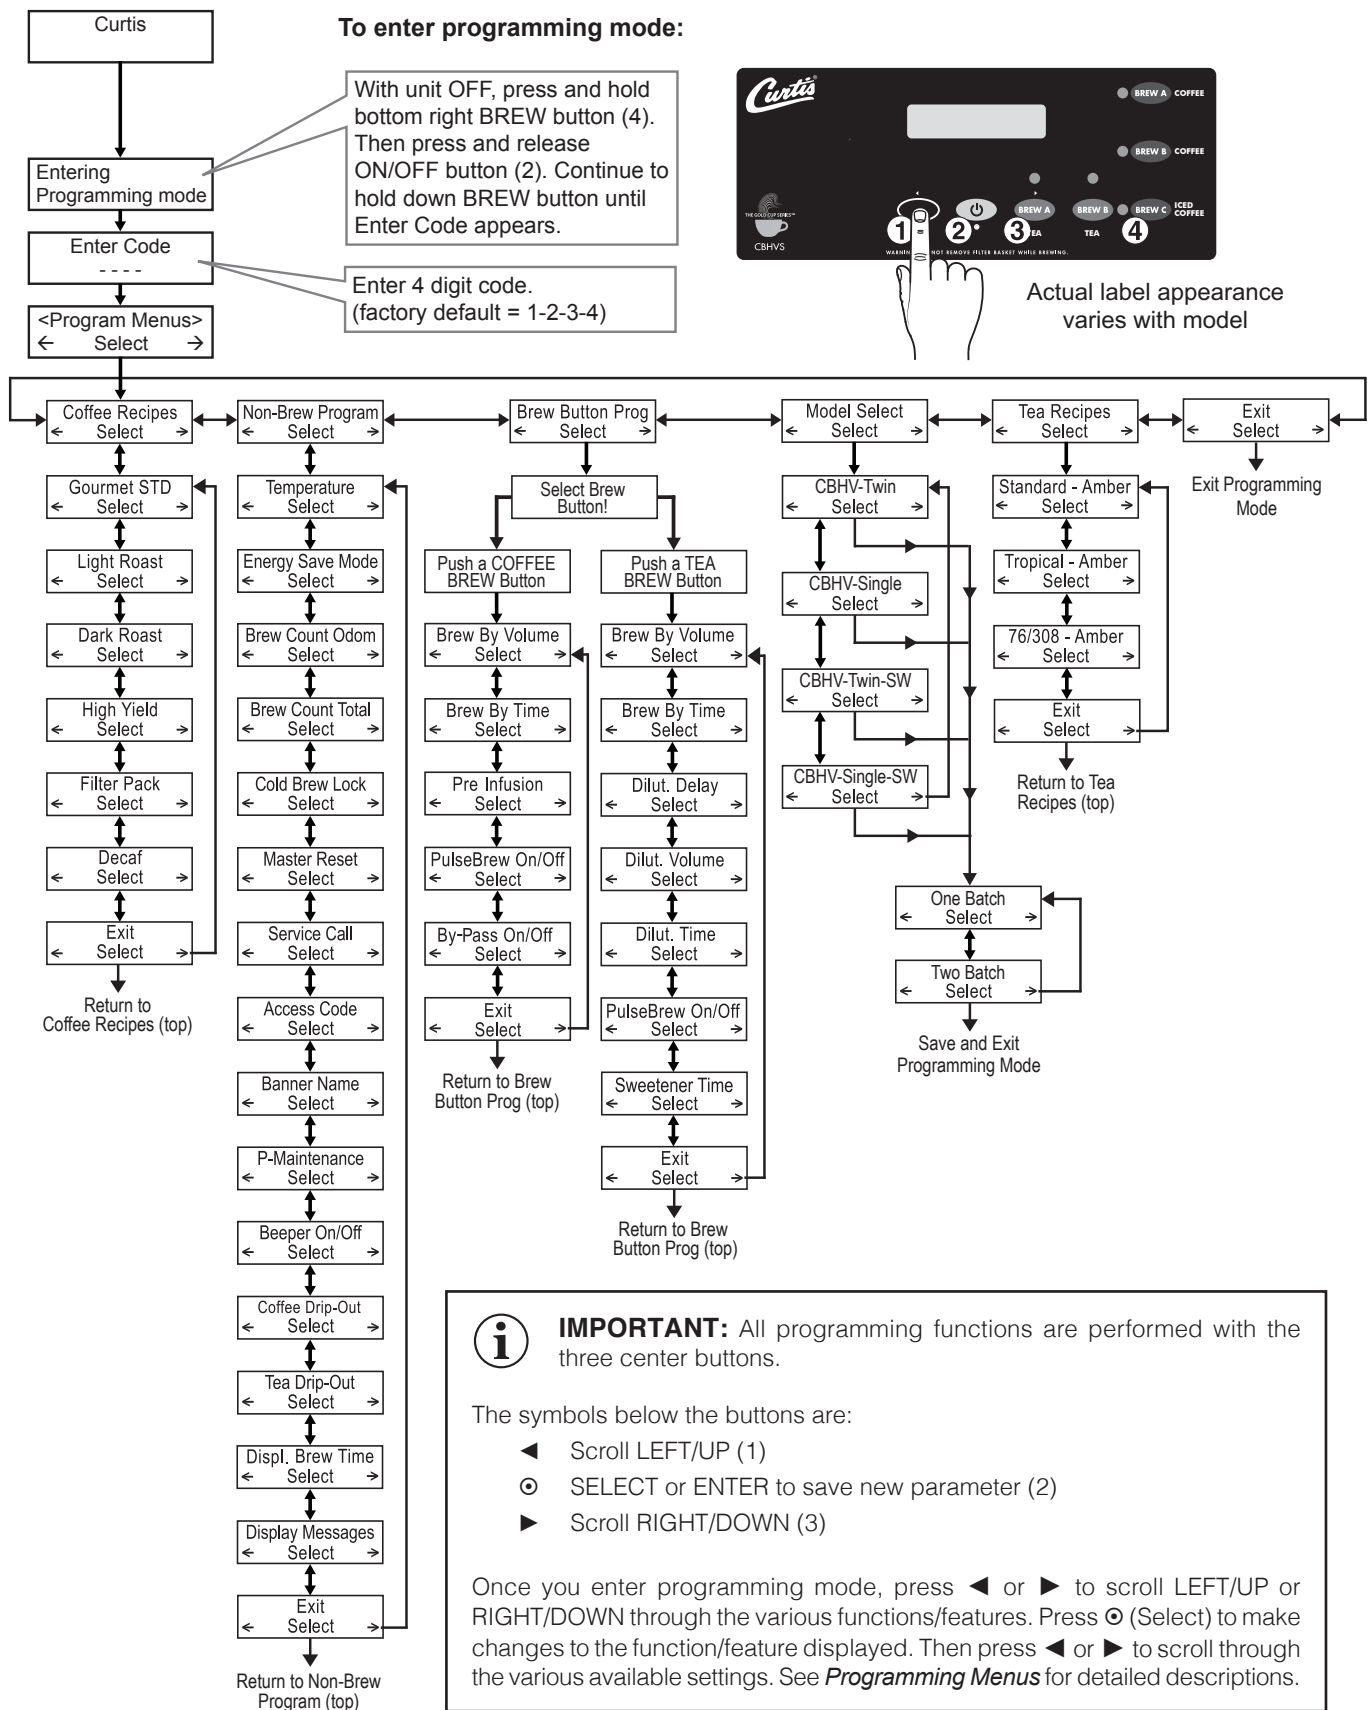 Curtis
To enter programming mode:
With unit OFF, press and hold
bottom right BREW button (4).
Then press and release
ON/OFF button (2). Continue to
hold down BREW button until
Enter Code appears.
Entering
Programming mode
Enter Code
- - - -
Enter 4 digit code.
(factory default = 1-2-3-4)
<Program Menus>
← Select →
Curtis
BREW A COFFEE
BREW B COFFEE
BREW C ICED
COFFEE
BREW A
BREW B
1
2
3
4
TEA
TEA
THE GOLD CUP SERIES™
CBHVS
WARNING NOT REMOVE FILTER BASKET WHILE BREWING.
Actual label appearance
varies with model
Coffee Recipes
← Select →
Gourmet STD
← Select →
Light Roast
← Select →
Dark Roast
← Select →
High Yield
← Select →
Filter Pack
← Select →
Decaf
← Select →
Exit
← Select →
Return to
Coffee Recipes (top)
Non-Brew Program
← Select →
Temperature
← Select →
Energy Save Mode
← Select →
Brew Count Odom
← Select →
Brew Count Total
← Select →
Cold Brew Lock
← Select →
Master Reset
← Select →
Service Call
← Select →
Access Code
← Select →
Banner Name
← Select →
P-Maintenance
← Select →
Beeper On/Off
← Select →
Coffee Drip-Out
← Select →
Tea Drip-Out
← Select →
Displ. Brew Time
← Select →
Display Messages
← Select →
Exit
← Select →
Return to Non-Brew
Program (top)
Brew Button Prog
← Select →
Select Brew
Button!
Push a COFFEE
BREW Button
Brew By Volume
← Select →
Brew By Time
← Select →
Pre Infusion
← Select →
PulseBrew On/Off
← Select →
By-Pass On/Off
← Select →
Exit
← Select →
Return to Brew
Button Prog (top)
Push a TEA
BREW Button
Brew By Volume
← Select →
Brew By Time
← Select →
Dilut. Delay
← Select →
Dilut. Volume
← Select →
Dilut. Time
← Select →
PulseBrew On/Off
← Select →
Sweetener Time
← Select →
Exit
← Select →
Return to Brew
Button Prog (top)
Model Select
← Select →
CBHV-Twin
← Select →
CBHV-Single
← Select →
CBHV-Twin-SW
← Select →
CBHV-Single-SW
← Select →
One Batch
← Select →
Two Batch
← Select →
Save and Exit
Programming Mode
Tea Recipes
← Select →
Standard - Amber
← Select →
Tropical - Amber
← Select →
76/308 - Amber
← Select →
Exit
← Select →
Return to Tea
Recipes (top)
Exit
← Select →
Exit Programming
Mode
i
IMPORTANT: All programming functions are performed with the
three center buttons.
The symbols below the buttons are:
◄ Scroll LEFT/UP (1)
⊙ SELECT or ENTER to save new parameter (2)
► Scroll RIGHT/DOWN (3)
Once you enter programming mode, press ◄ or ► to scroll LEFT/UP or
RIGHT/DOWN through the various functions/features. Press ⊙ (Select) to make
changes to the function/feature displayed. Then press ◄ or ► to scroll through
the various available settings. See Programming Menus for detailed descriptions.